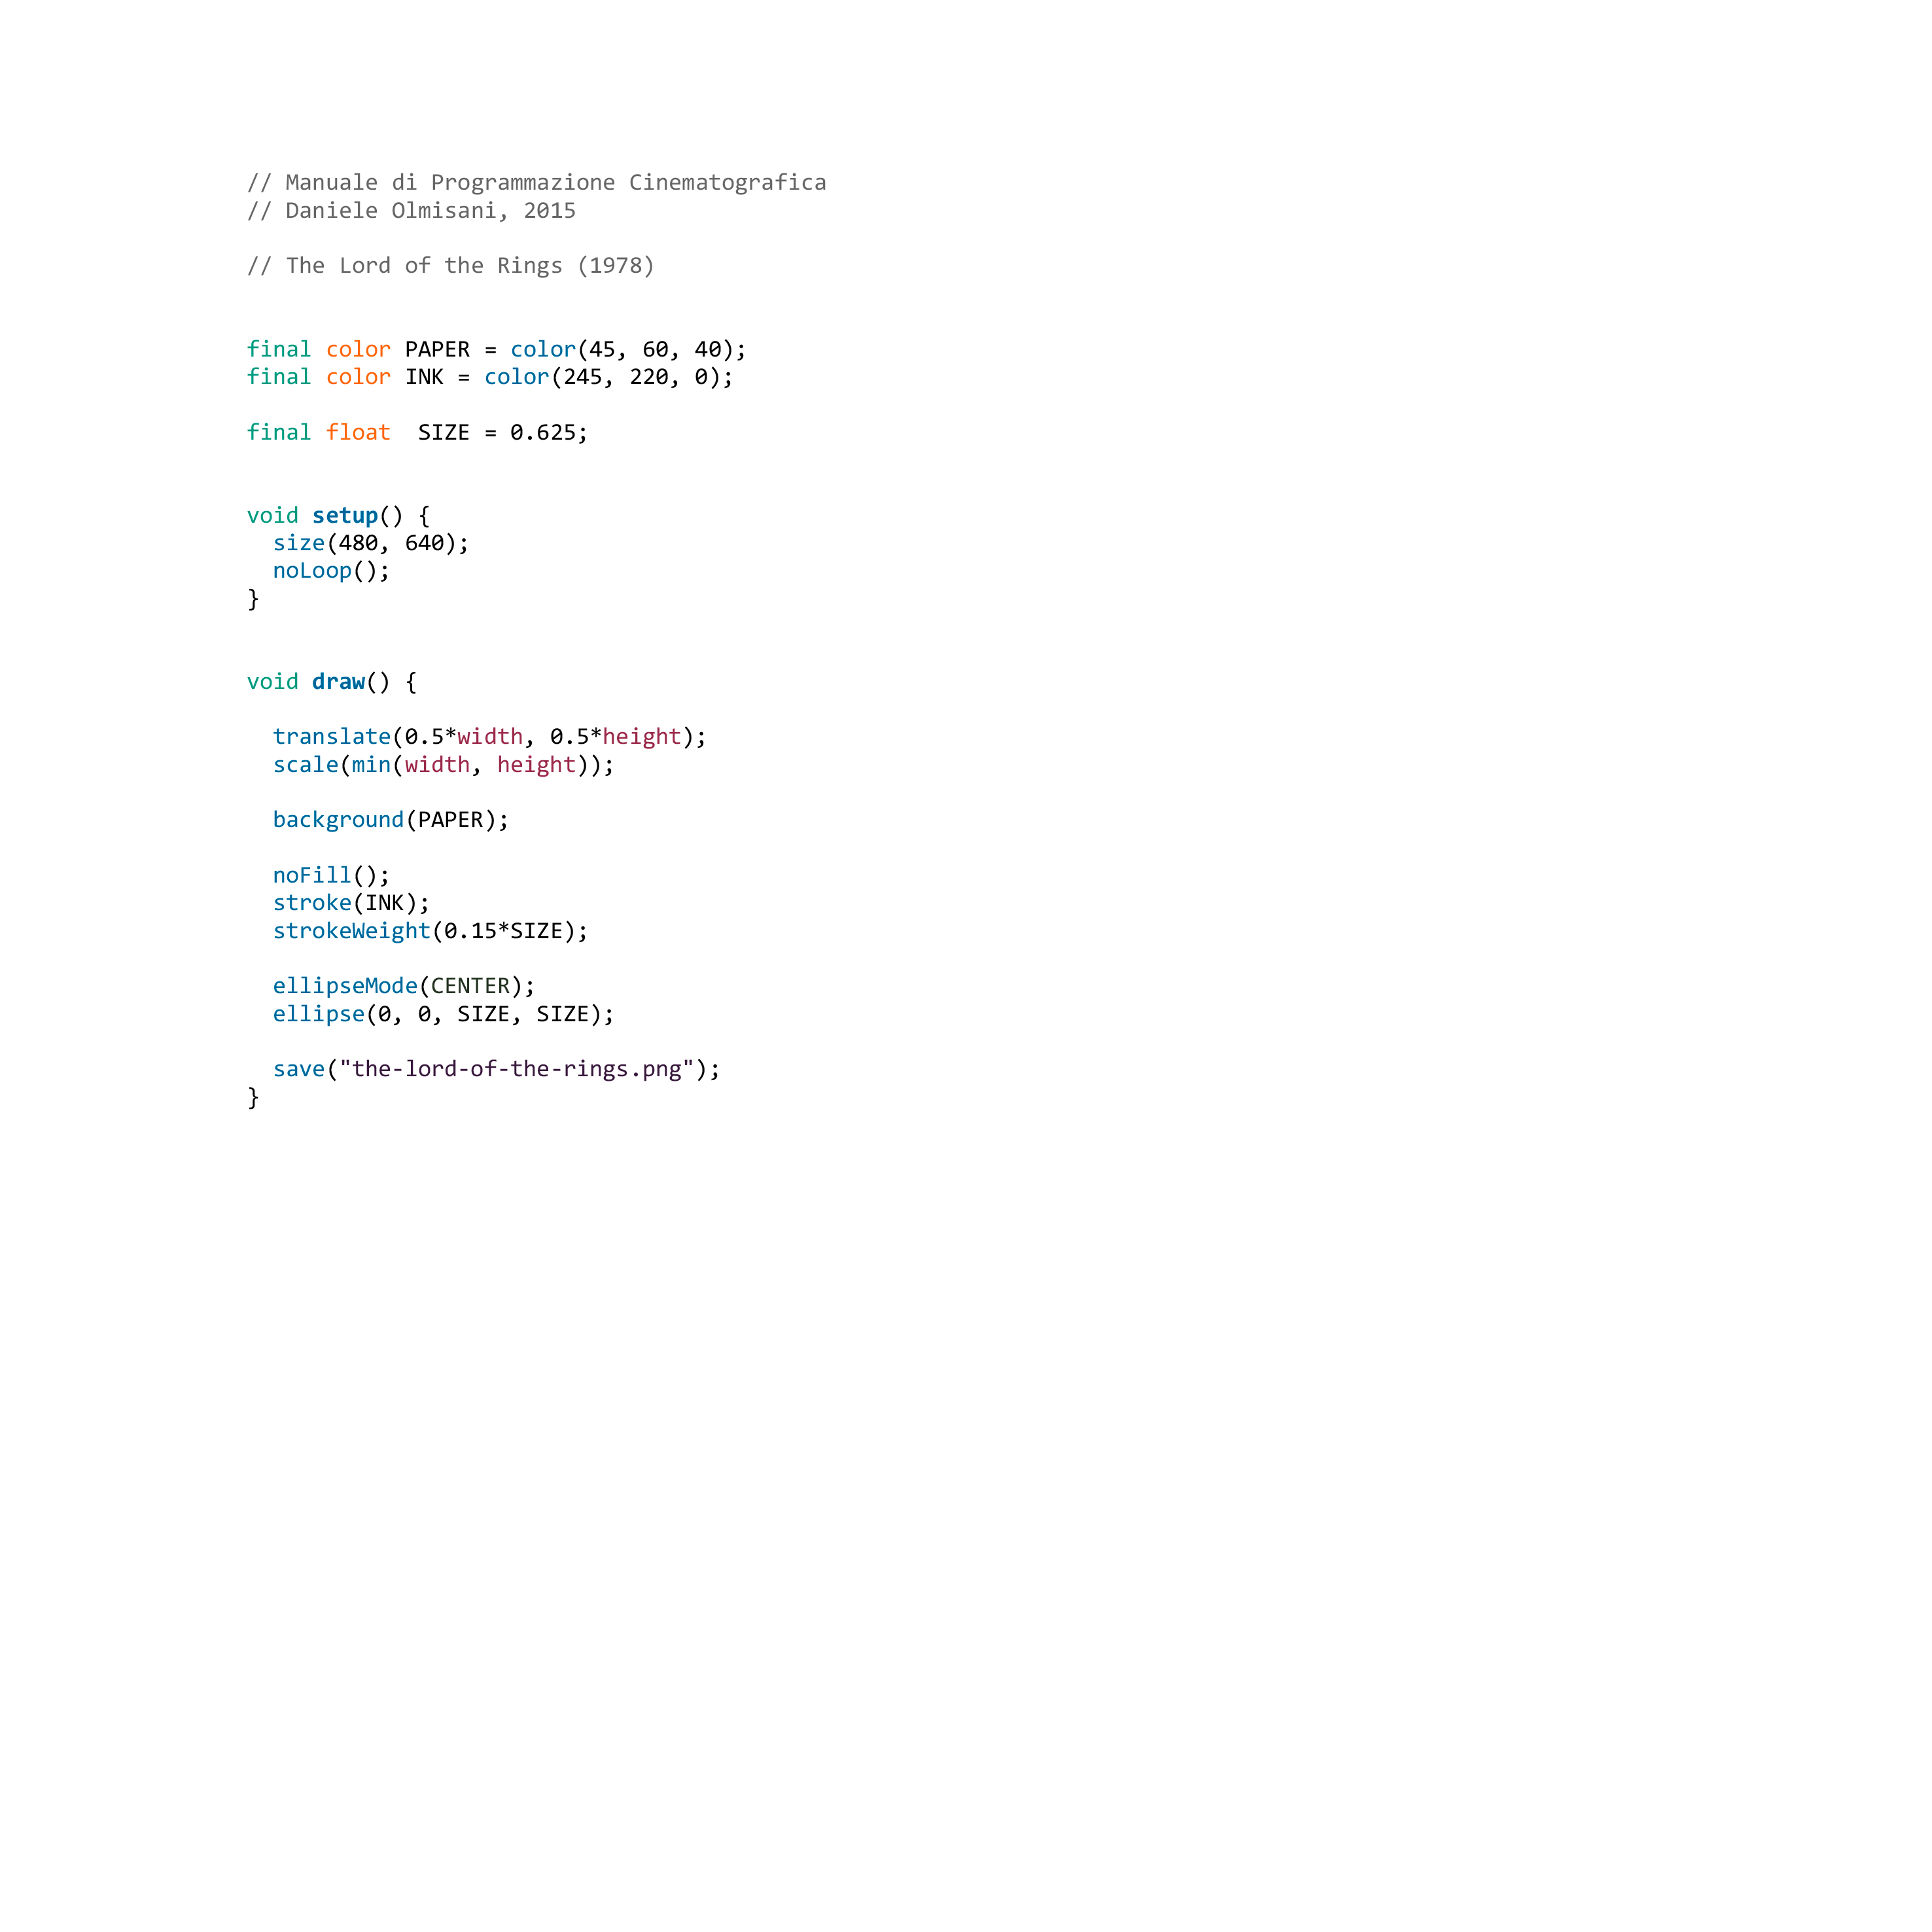 // Manuale di Programmazione Cinematografica
// Daniele Olmisani, 2015

// The Lord of the Rings (1978)


final color PAPER = color(45, 60, 40);
final color INK = color(245, 220, 0);

final float  SIZE = 0.625;


void setup() {
  size(480, 640);
  noLoop();
}


void draw() {

  translate(0.5*width, 0.5*height);
  scale(min(width, height));

  background(PAPER);

  noFill();
  stroke(INK);
  strokeWeight(0.15*SIZE);

  ellipseMode(CENTER);
  ellipse(0, 0, SIZE, SIZE);

  save("the-lord-of-the-rings.png");
}